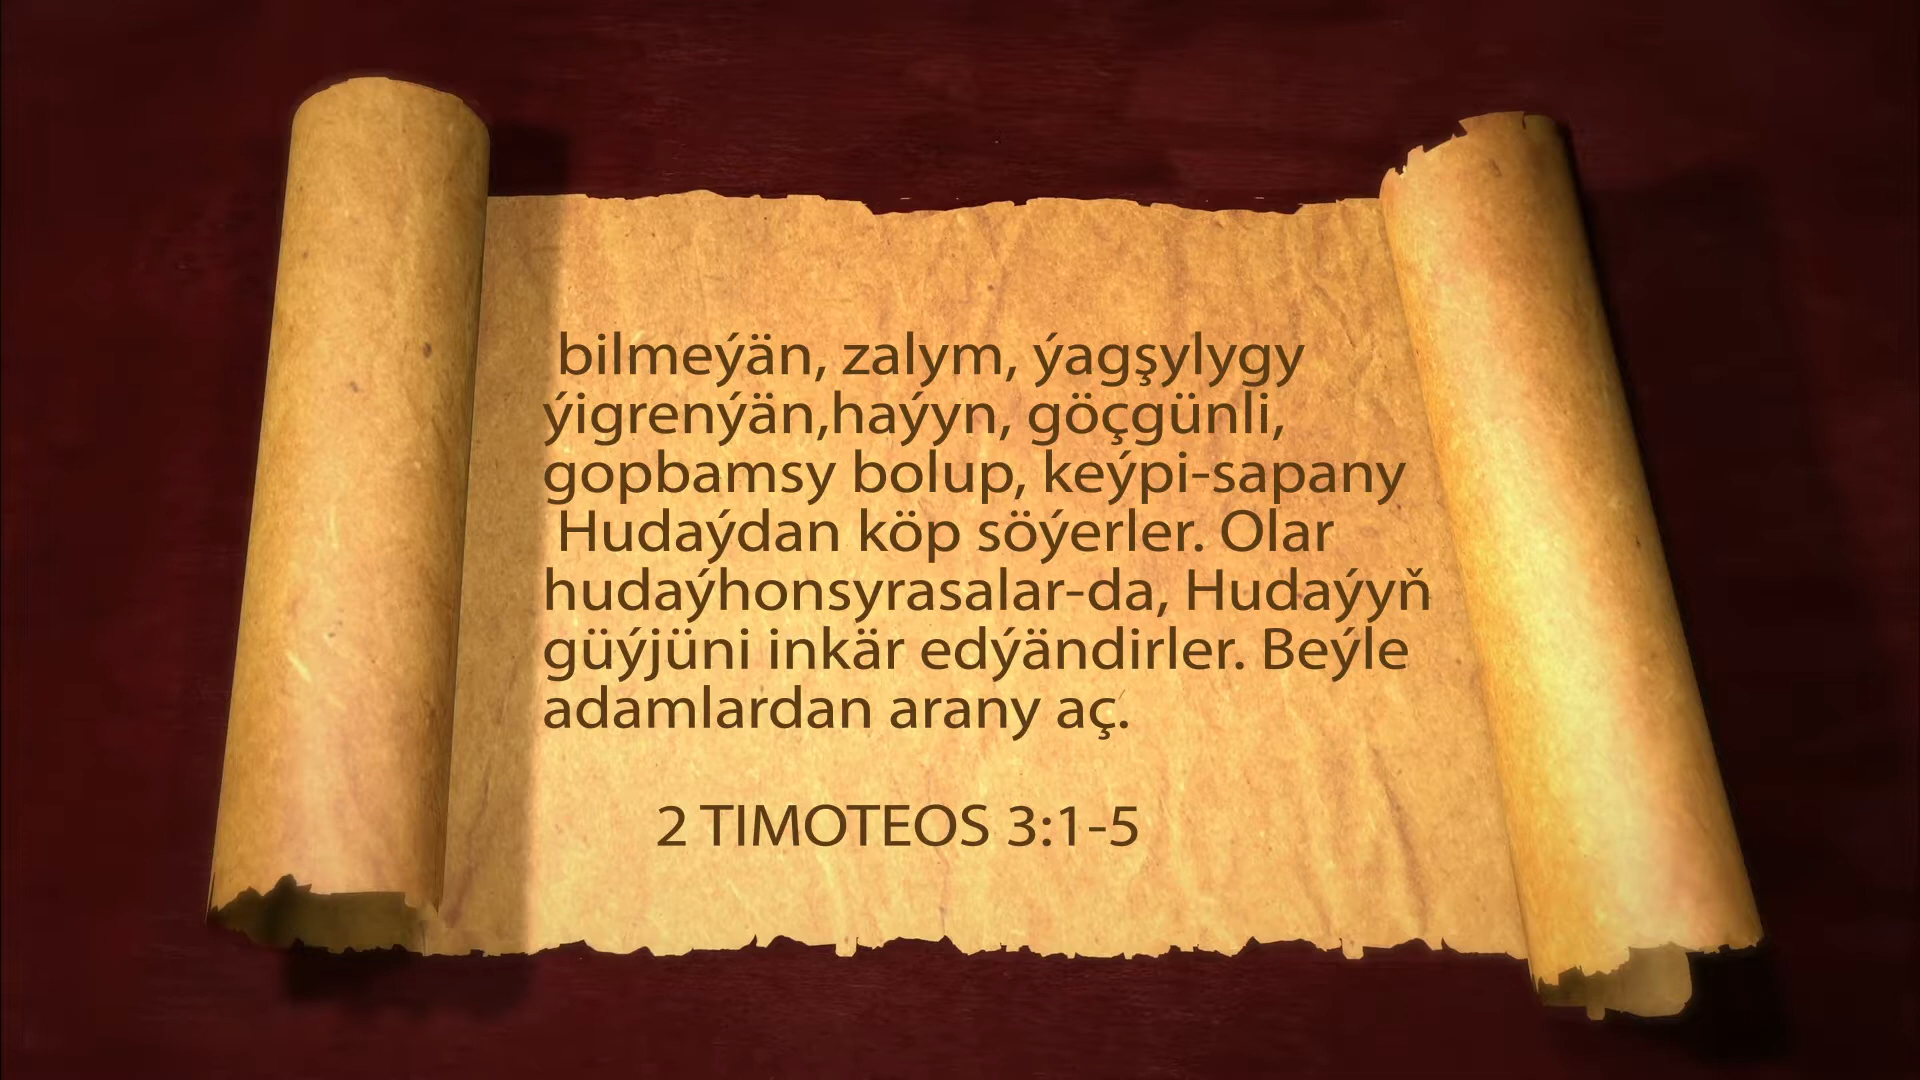 bilmeýän, zalym, ýagşylygy
ýigrenýän,haýyn, göçgünli,
gopbamsy bolup, keýpi-sapany
Hudaýdan köp söýerler. Olar
hudaýhonsyrasalar-da, Hudaýyň
güýjüni inkär edýändirler. Beýle
adamlardan arany aç.
2 TIMOTEOS 3:1-5